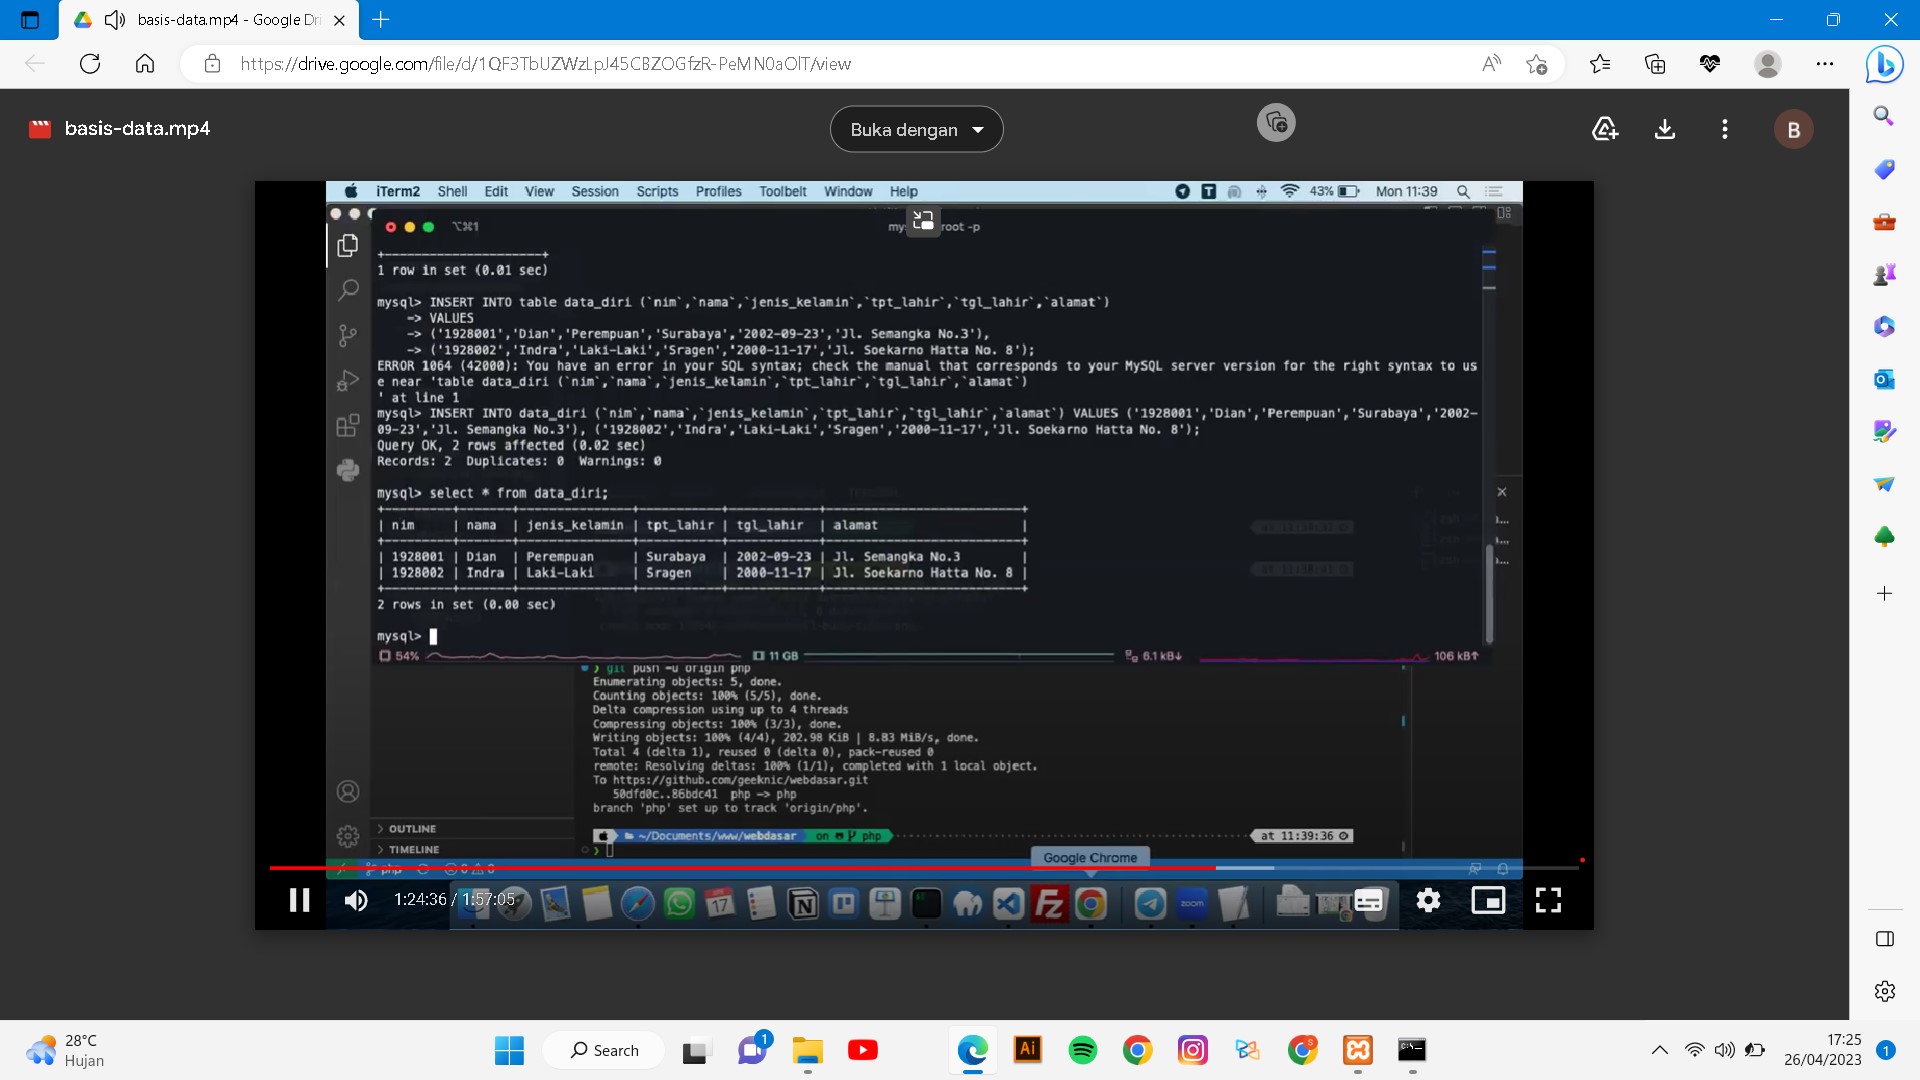 basis-data.mp4 - Google Dri
https://drive.google.com/file/d/1QF3TbUZWzLpJ45CBZOGfzR-PeMlN0aOlT/view
basis-data.mp4
Buka dengan
B
iTerm2 Shell Edit View Session Scripts Profiles Toolbelt Window Help
43% Mon 11:39
⌥⌘1
my root -p
+----------------------+
1 row in set (0.01 sec)
mysql> INSERT INTO table data_diri (`nim`,`nama`,`jenis_kelamin`,`tpt_lahir`,`tgl_lahir`,`alamat`)
-> VALUES
-> ('1928001','Dian','Perempuan','Surabaya','2002-09-23','Jl. Semangka No.3'),
-> ('1928002','Indra','Laki-Laki','Sragen','2000-11-17','Jl. Soekarno Hatta No. 8');
ERROR 1064 (42000): You have an error in your SQL syntax; check the manual that corresponds to your MySQL server version for the right syntax to us
e near 'table data_diri (`nim`,`nama`,`jenis_kelamin`,`tpt_lahir`,`tgl_lahir`,`alamat`)
' at line 1
mysql> INSERT INTO data_diri (`nim`,`nama`,`jenis_kelamin`,`tpt_lahir`,`tgl_lahir`,`alamat`) VALUES ('1928001','Dian','Perempuan','Surabaya','2002-
09-23','Jl. Semangka No.3'), ('1928002','Indra','Laki-Laki','Sragen','2000-11-17','Jl. Soekarno Hatta No. 8');
Query OK, 2 rows affected (0.02 sec)
Records: 2 Duplicates: 0 Warnings: 0
mysql> select * from data_diri;
| nim | nama | jenis_kelamin | tpt_lahir | tgl_lahir | alamat |
| 1928001 | Dian | Perempuan | Surabaya | 2002-09-23 | Jl. Semangka No.3 |
| 1928002 | Indra | Laki-Laki | Sragen | 2000-11-17 | Jl. Soekarno Hatta No. 8 |
2 rows in set (0.00 sec)
mysql>
54% 11 GB 6.1 kB↓ 106 kB↑
❯ git push -u origin php
Enumerating objects: 5, done.
Counting objects: 100% (5/5), done.
Delta compression using up to 4 threads
Compressing objects: 100% (3/3), done.
Writing objects: 100% (4/4), 202.98 KiB | 8.83 MiB/s, done.
Total 4 (delta 1), reused 0 (delta 0), pack-reused 0
remote: Resolving deltas: 100% (1/1), completed with 1 local object.
To https://github.com/geeknic/webdasar.git
50dfd0c..86bdc41 php -> php
branch 'php' set up to track 'origin/php'.
OUTLINE
TIMELINE
~/Documents/www/webdasar on php at 11:39:36
php 0 0
Google Chrome
1:24:36 / 1:57:05
17
zoom
28°C
Hujan
Search
1
Ai
17:25
26/04/2023
1